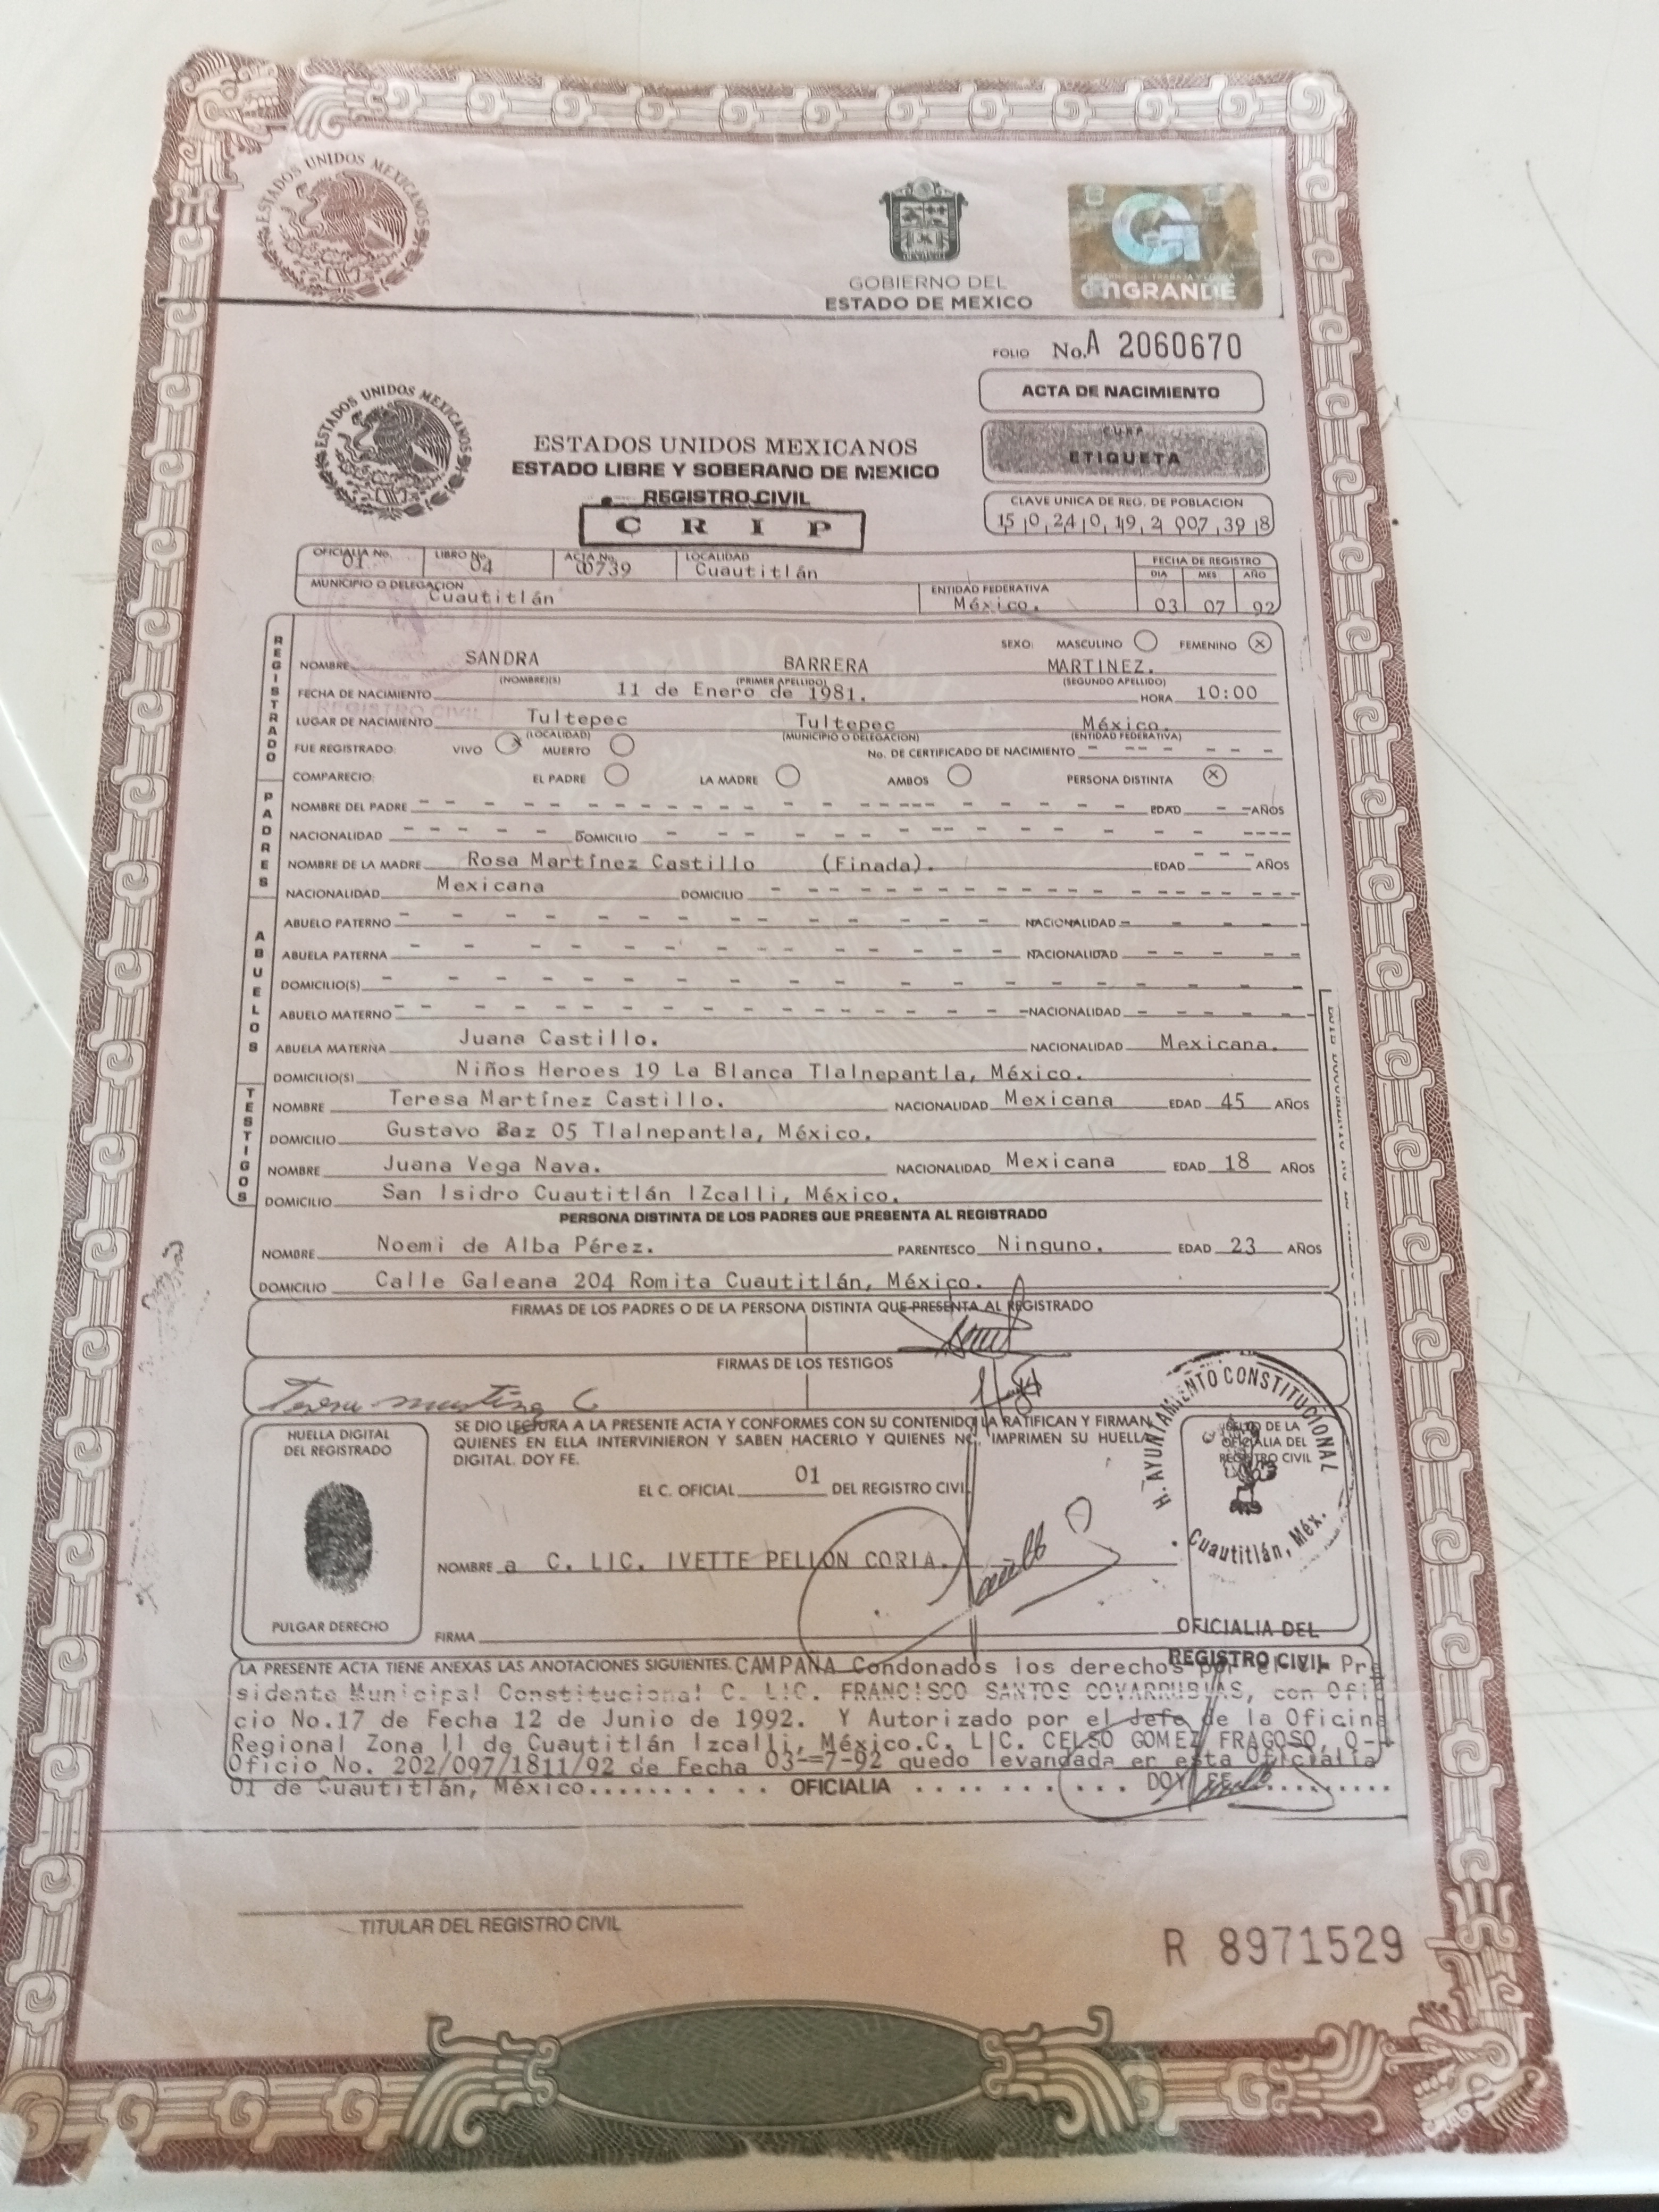 ESTADOS UNIDOS MEXICANOS
GOBIERNO DEL
ESTADO DE MEXICO
enGRANDE
FOLIO No. A 2060670
ACTA DE NACIMIENTO
CURP
ETIQUETA
ESTADOS UNIDOS MEXICANOS
ESTADOS UNIDOS MEXICANOS
ESTADO LIBRE Y SOBERANO DE MEXICO
REGISTRO CIVIL
C R I P
CLAVE UNICA DE REG. DE POBLACION
15 0 24 0 19 2 007 39 8
OFICIALIA No. 01 LIBRO No. 04 ACTA No. 00739 LOCALIDAD Cuautitlán FECHA DE REGISTRO
DIA MES AÑO
MUNICIPIO O DELEGACION Cuautitlán ENTIDAD FEDERATIVA México. 03 07 92
REGISTRADO
SEXO: MASCULINO FEMENINO X
NOMBRE SANDRA BARRERA MARTINEZ.
(NOMBRE(S) (PRIMER APELLIDO) (SEGUNDO APELLIDO)
FECHA DE NACIMIENTO 11 de Enero de 1981. HORA 10:00
LUGAR DE NACIMIENTO Tultepec Tultepec México.
(LOCALIDAD) (MUNICIPIO O DELEGACION) (ENTIDAD FEDERATIVA)
FUE REGISTRADO: VIVO X MUERTO No. DE CERTIFICADO DE NACIMIENTO - - - - - - - -
COMPARECIO: EL PADRE LA MADRE AMBOS PERSONA DISTINTA X
PADRES
NOMBRE DEL PADRE - - - - - - - - - - EDAD - - AÑOS
NACIONALIDAD - - - - - DOMICILIO - - - - - - - - - -
NOMBRE DE LA MADRE Rosa Martínez Castillo (Finada). EDAD - - - AÑOS
NACIONALIDAD Mexicana DOMICILIO - - - - - - - - - -
ABUELOS
ABUELO PATERNO - - - - - - - - - - NACIONALIDAD - - - - -
ABUELA PATERNA - - - - - - - - - - NACIONALIDAD - - - - -
DOMICILIO(S) - - - - - - - - - -
ABUELO MATERNO - - - - - - - - - - NACIONALIDAD - - - - -
ABUELA MATERNA Juana Castillo. NACIONALIDAD Mexicana.
DOMICILIO(S) Niños Heroes 19 La Blanca Tlalnepantla, México.
TESTIGOS
NOMBRE Teresa Martínez Castillo. NACIONALIDAD Mexicana EDAD 45 AÑOS
DOMICILIO Gustavo Baz 05 Tlalnepantla, México.
NOMBRE Juana Vega Nava. NACIONALIDAD Mexicana EDAD 18 AÑOS
DOMICILIO San Isidro Cuautitlán IZcalli, México.
PERSONA DISTINTA DE LOS PADRES QUE PRESENTA AL REGISTRADO
NOMBRE Noemi de Alba Pérez. PARENTESCO Ninguno. EDAD 23 AÑOS
DOMICILIO Calle Galeana 204 Romita Cuautitlán, México.
FIRMAS DE LOS PADRES O DE LA PERSONA DISTINTA QUE PRESENTA AL REGISTRADO
FIRMAS DE LOS TESTIGOS
HUELLA DIGITAL
DEL REGISTRADO
PULGAR DERECHO
SE DIO LECTURA A LA PRESENTE ACTA Y CONFORMES CON SU CONTENIDO LA RATIFICAN Y FIRMAN
QUIENES EN ELLA INTERVINIERON Y SABEN HACERLO Y QUIENES NO, IMPRIMEN SU HUELLA
DIGITAL. DOY FE.
EL C. OFICIAL 01 DEL REGISTRO CIVIL
NOMBRE a C. LIC. IVETTE PELLON CORIA.
FIRMA
SELLO DE LA
OFICIALIA DEL
REGISTRO CIVIL
H. AYUNTAMIENTO CONSTITUCIONAL
Cuautitlán, Méx.
OFICIALIA DEL
REGISTRO CIVIL
LA PRESENTE ACTA TIENE ANEXAS LAS ANOTACIONES SIGUIENTES. CAMPAÑA Condonados los derechos por el Pre
sidente Municipal Constitucional C. LIC. FRANCISCO SANTOS COVARRUBIAS, con Ofi
cio No.17 de Fecha 12 de Junio de 1992. Y Autorizado por el Jefe de la Oficina
Regional Zona II de Cuautitlán Izcalli, México.C. LIC. CELSO GOMEZ FRAGOSO, O-
Oficio No. 202/097/1811/92 de Fecha 03-=7-92 quedo levandada en esta Oficialia
01 de Cuautitlán, México......... . . OFICIALIA . . . . . . . ... DOY FE..........
TITULAR DEL REGISTRO CIVIL
R 8971529